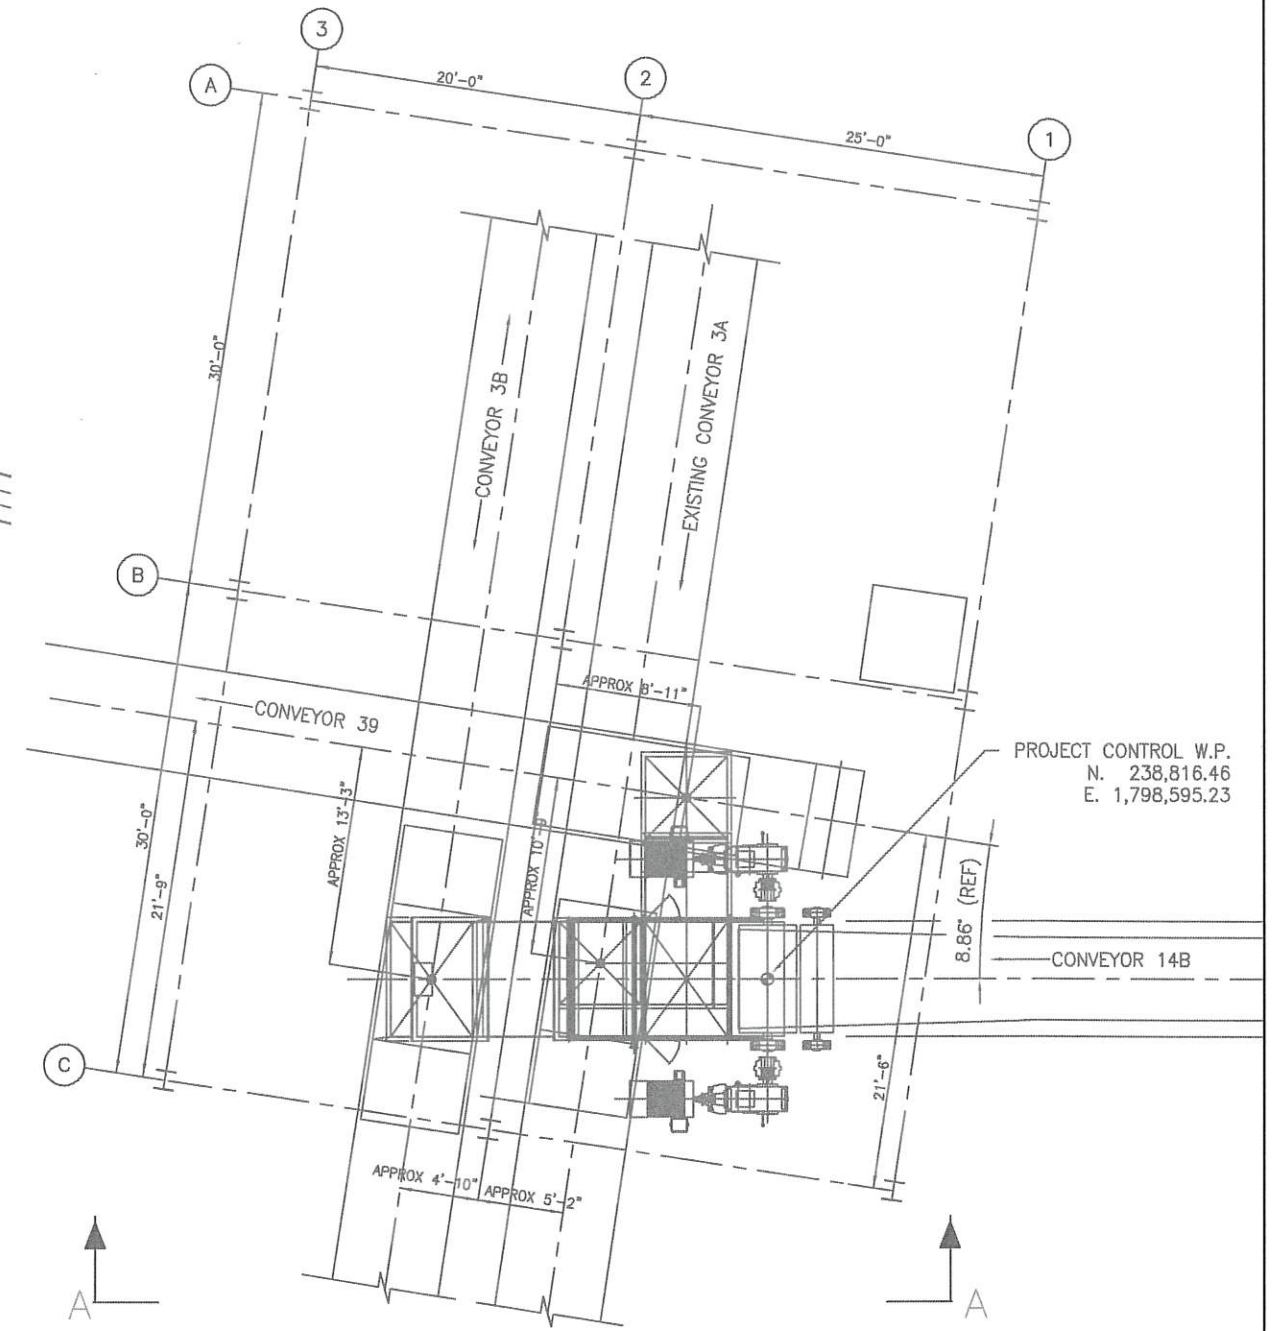 3
20'-0"
2
A
25'-0"
1
30'-0"
CONVEYOR 3B
EXISTING CONVEYOR 3A
B
APPROX 8'-11"
CONVEYOR 39
PROJECT CONTROL W.P.
N. 238,816.46
E. 1,798,595.23
APPROX 13'-3"
30'-0"
21'-9"
8.86° (REF)
CONVEYOR 14B
C
21'-6"
APPROX 4'-10"
APPROX 5'-2"
A
A